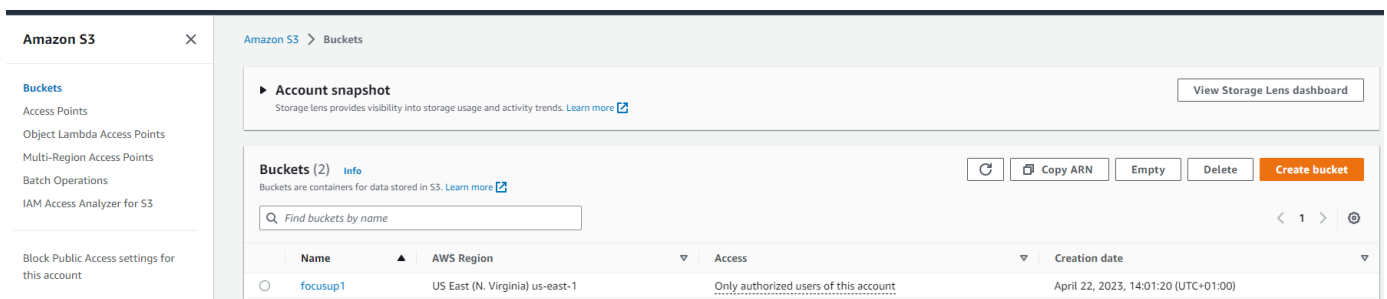 Amazon S3
Buckets
Access Points
Object Lambda Access Points
Multi-Region Access Points
Batch Operations
IAM Access Analyzer for S3
Block Public Access settings for
this account
Amazon S3 > Buckets
Account snapshot
Storage lens provides visibility into storage usage and activity trends. Learn more
View Storage Lens dashboard
Buckets (2) Info
Buckets are containers for data stored in S3. Learn more
Copy ARN Empty Delete Create bucket
Find buckets by name
< 1 >
Name AWS Region Access Creation date
focusup1 US East (N. Virginia) us-east-1 Only authorized users of this account April 22, 2023, 14:01:20 (UTC+01:00)